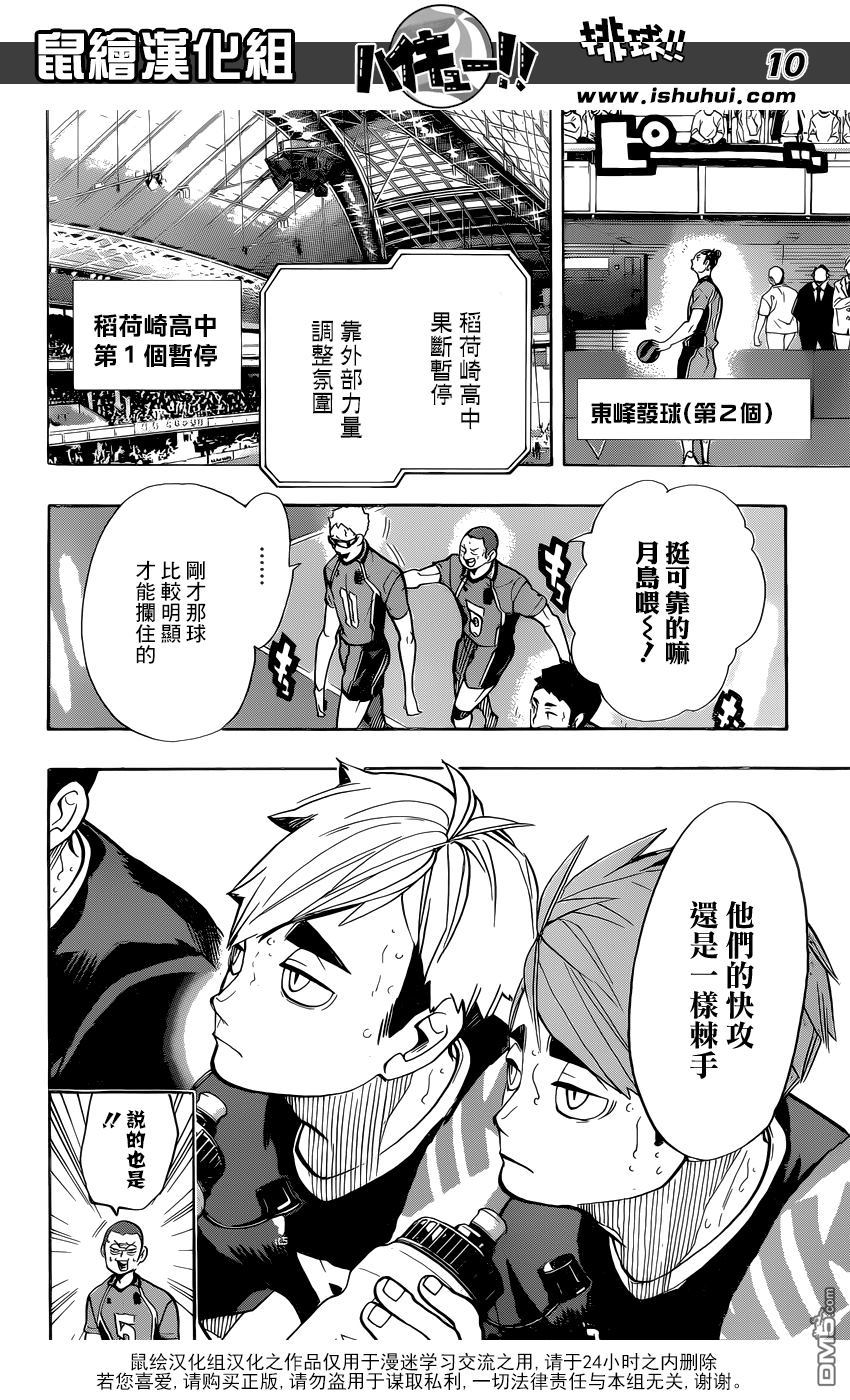 鼠繪漢化組
ハイキュー!!
排球!!
10
www.ishuhui.com
東峰發球(第2個)
稻荷崎高中
果斷暫停
靠外部力量
調整氛圍
稻荷崎高中
第1個暫停
挺可靠的嘛
月島喂~!
……
剛才那球
比較明顯
才能攔住的
他們的快攻
還是一樣棘手
說的也是
!!
鼠绘汉化组汉化之作品仅用于漫迷学习交流之用, 请于24小时之内删除
若您喜爱, 请购买正版, 请勿盗用于谋取私利, 一切法律责任与本组无关, 谢谢。
DM5.com